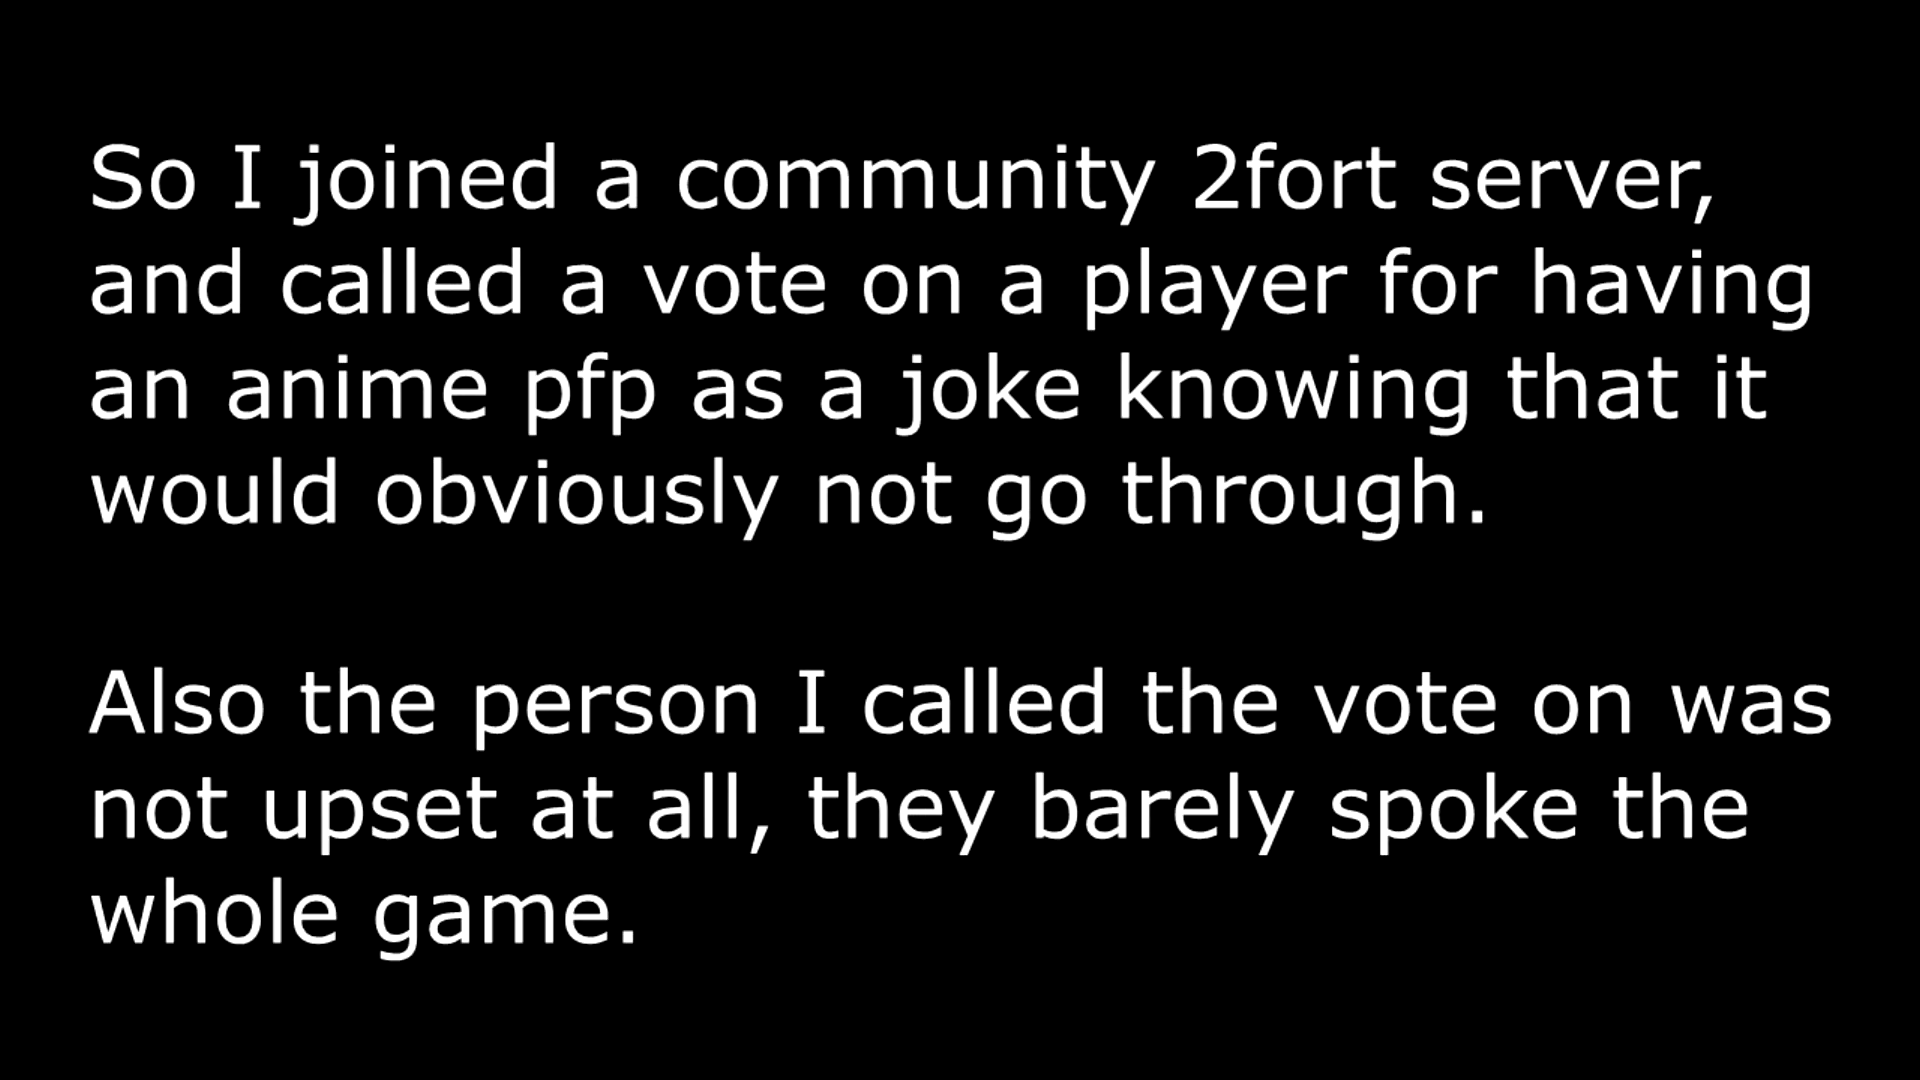 So I joined a community 2fort server,
and called a vote on a player for having
an anime pfp as a joke knowing that it
would obviously not go through.
Also the person I called the vote on was
not upset at all, they barely spoke the
whole game.